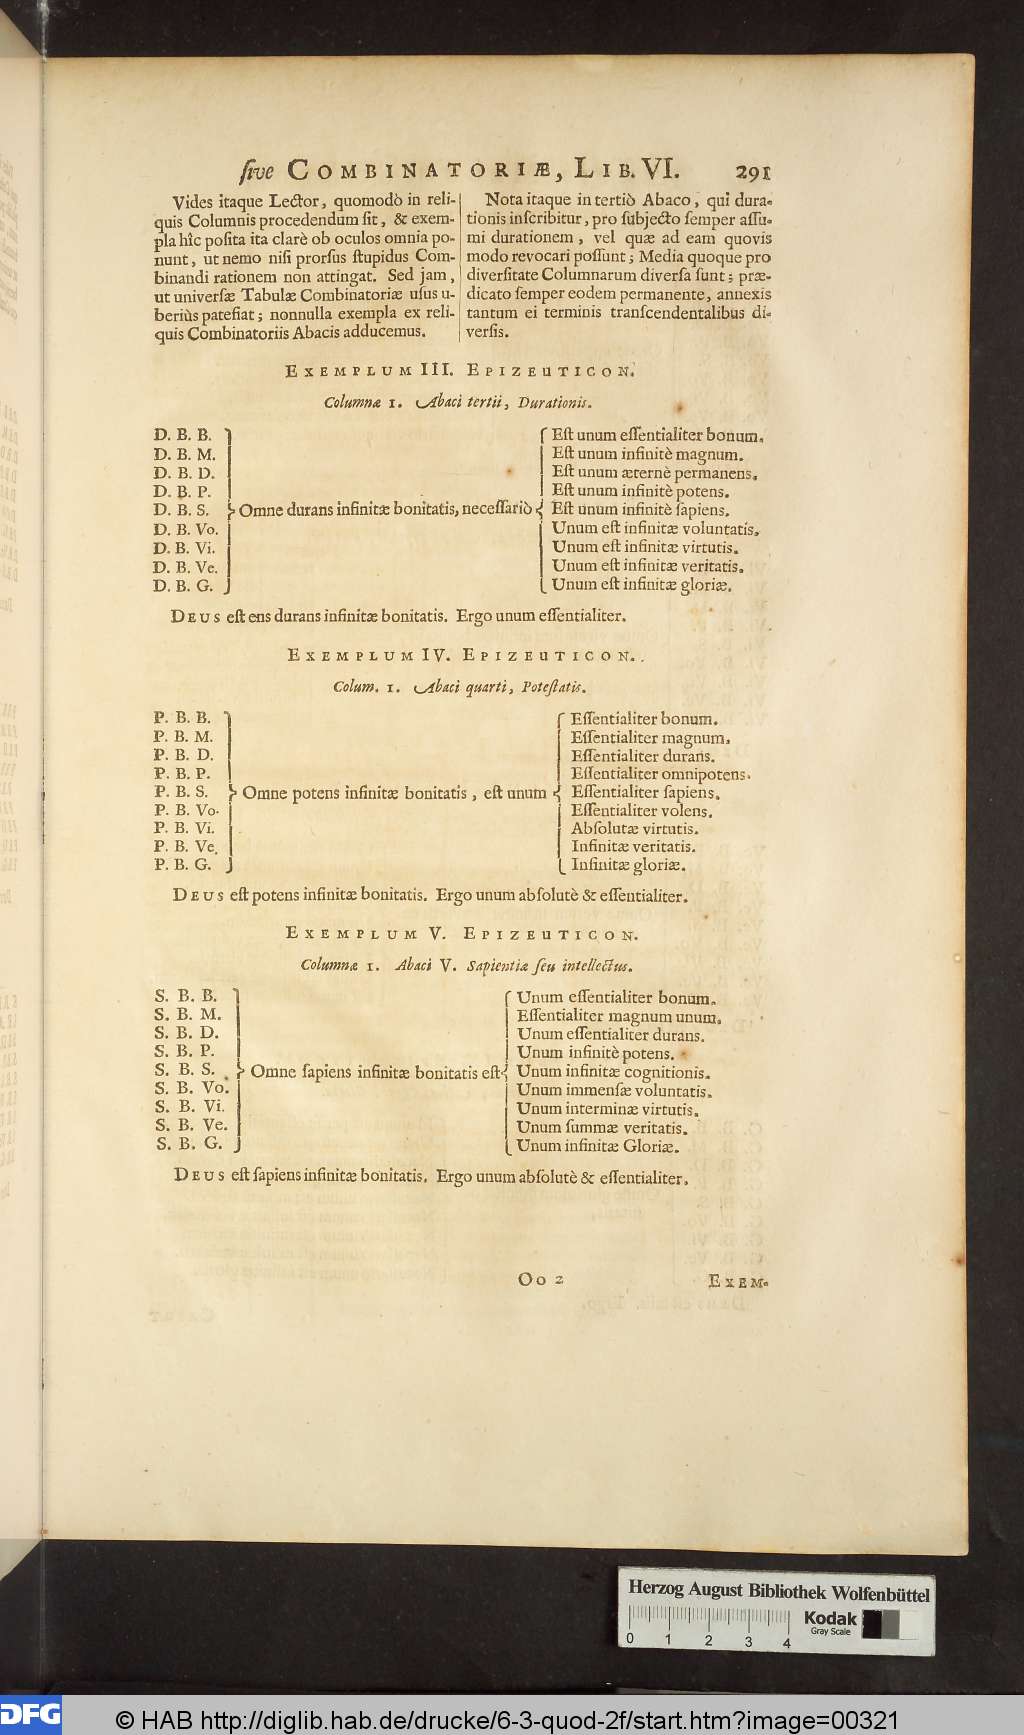 ſive COMBINATORIÆ, LIB. VI. 291
Vides itaque Lector, quomodò in reli-
quis Columnis procedendum ſit, & exem-
pla hîc poſita ita clarè ob oculos omnia po-
nunt, ut nemo niſi prorſus ſtupidus Com-
binandi rationem non attingat. Sed jam,
ut univerſæ Tabulæ Combinatoriæ uſus u-
beriùs pateſiat; nonnulla exempla ex reli-
quis Combinatoriis Abacis adducemus.
Nota itaque in tertiò Abaco, qui dura-
tionis inſcribitur, pro ſubjecto ſemper aſſu-
mi durationem, vel quæ ad eam quovis
modo revocari poſſunt; Media quoque pro
diverſitate Columnarum diverſa ſunt; præ-
dicato ſemper eodem permanente, annexis
tantum ei terminis tranſcendentalibus di-
verſis.
EXEMPLUM III. EPIZEUTICON.
Columnæ 1. Abaci tertii, Durationis.
D. B. B.
D. B. M.
D. B. D.
D. B. P.
D. B. S.
D. B. Vo.
D. B. Vi.
D. B. Ve.
D. B. G.
Omne durans infinitæ bonitatis, neceſſariò
Eſt unum eſſentialiter bonum.
Eſt unum infinitè magnum.
Eſt unum æternè permanens.
Eſt unum infinitè potens.
Eſt unum infinitè ſapiens.
Unum eſt infinitæ voluntatis.
Unum eſt infinitæ virtutis.
Unum eſt infinitæ veritatis.
Unum eſt infinitæ gloriæ.
DEUS eſt ens durans infinitæ bonitatis. Ergo unum eſſentialiter.
EXEMPLUM IV. EPIZEUTICON.
Colum. 1. Abaci quarti, Poteſtatis.
P. B. B.
P. B. M.
P. B. D.
P. B. P.
P. B. S.
P. B. Vo.
P. B. Vi.
P. B. Ve.
P. B. G.
Omne potens infinitæ bonitatis, eſt unum
Eſſentialiter bonum.
Eſſentialiter magnum.
Eſſentialiter durans.
Eſſentialiter omnipotens.
Eſſentialiter ſapiens.
Eſſentialiter volens.
Abſolutæ virtutis.
Infinitæ veritatis.
Infinitæ gloriæ.
DEUS eſt potens infinitæ bonitatis. Ergo unum abſolutè & eſſentialiter.
EXEMPLUM V. EPIZEUTICON.
Columnæ 1. Abaci V. Sapientiæ ſeu intellectus.
S. B. B.
S. B. M.
S. B. D.
S. B. P.
S. B. S.
S. B. Vo.
S. B. Vi.
S. B. Ve.
S. B. G.
Omne ſapiens infinitæ bonitatis eſt
Unum eſſentialiter bonum.
Eſſentialiter magnum unum.
Unum eſſentialiter durans.
Unum infinitè potens.
Unum infinitæ cognitionis.
Unum immenſæ voluntatis.
Unum interminæ virtutis.
Unum ſummæ veritatis.
Unum infinitæ Gloriæ.
DEUS eſt ſapiens infinitæ bonitatis. Ergo unum abſolutè & eſſentialiter.
Oo 2 EXEM-
Herzog August Bibliothek Wolfenbüttel
Kodak
Gray Scale
0 1 2 3 4
DFG © HAB http://diglib.hab.de/drucke/6-3-quod-2f/start.htm?image=00321